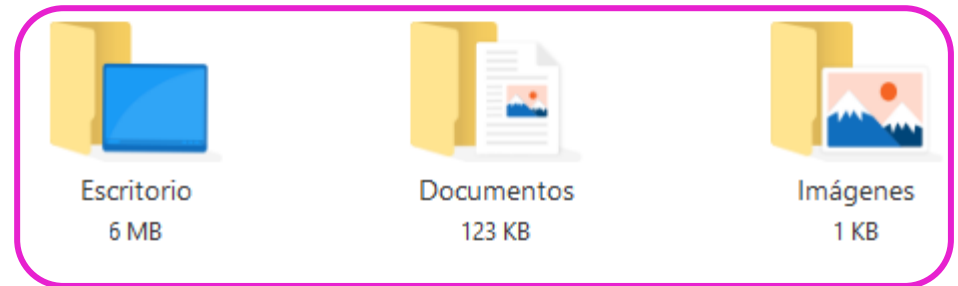 Escritorio
6 MB
Documentos
123 KB
Imágenes
1 KB